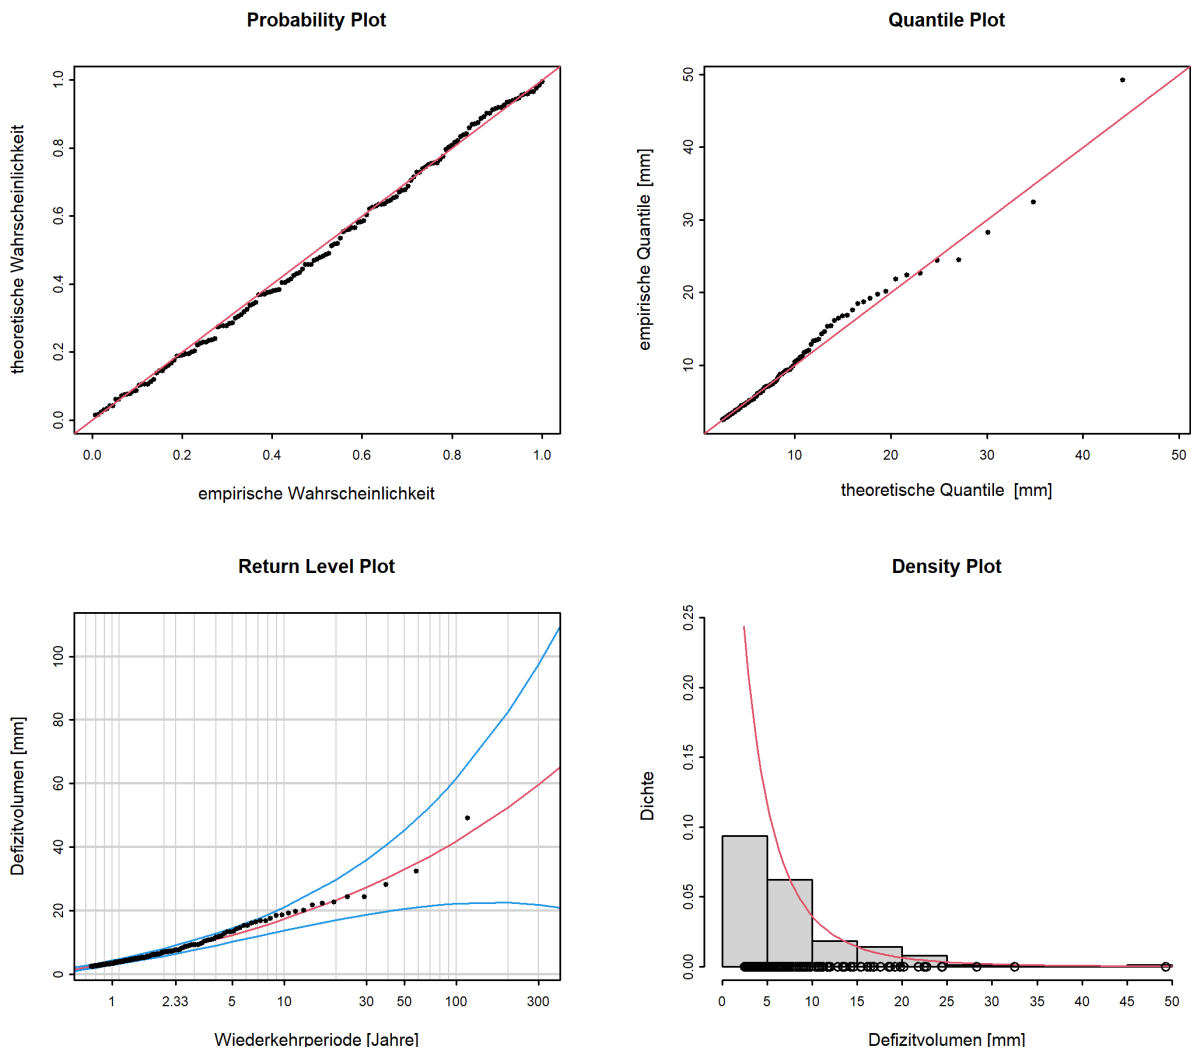 Probability Plot
theoretische Wahrscheinlichkeit
0.0 0.2 0.4 0.6 0.8 1.0
0.0 0.2 0.4 0.6 0.8 1.0
empirische Wahrscheinlichkeit
Quantile Plot
empirische Quantile [mm]
10 20 30 40 50
10 20 30 40 50
theoretische Quantile [mm]
Return Level Plot
Defizitvolumen [mm]
0 20 40 60 80 100
1 2.33 5 10 30 50 100 300
Wiederkehrperiode [Jahre]
Density Plot
Dichte
0.00 0.05 0.10 0.15 0.20 0.25
0 5 10 15 20 25 30 35 40 45 50
Defizitvolumen [mm]